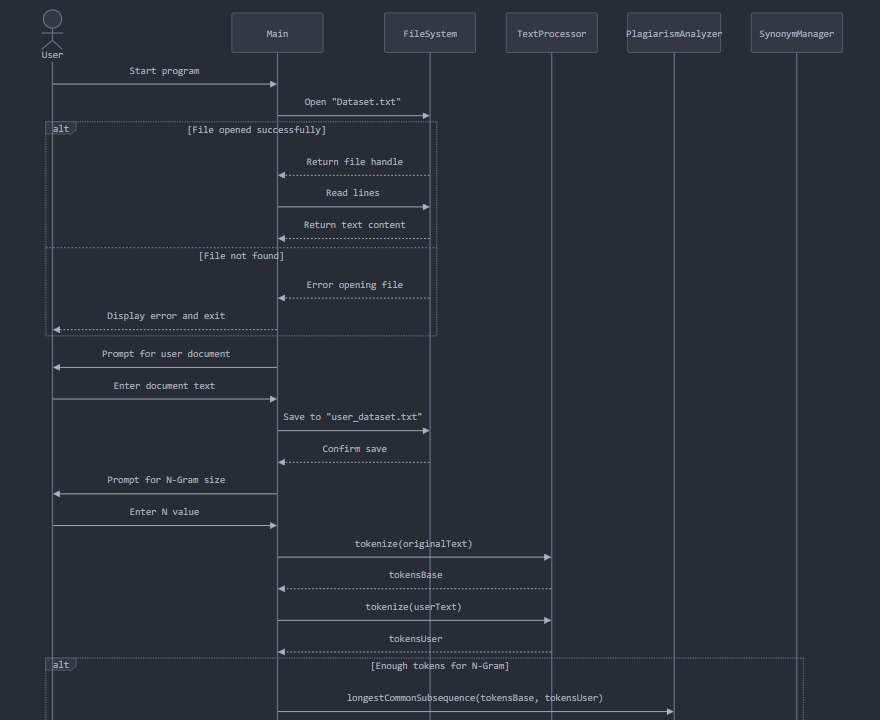 User
Main
FileSystem
TextProcessor
PlagiarismAnalyzer
SynonymManager
Start program
Open "Dataset.txt"
alt
[File opened successfully]
Return file handle
Read lines
Return text content
[File not found]
Error opening file
Display error and exit
Prompt for user document
Enter document text
Save to "user_dataset.txt"
Confirm save
Prompt for N-Gram size
Enter N value
tokenize(originalText)
tokensBase
tokenize(userText)
tokensUser
alt
[Enough tokens for N-Gram]
longestCommonSubsequence(tokensBase, tokensUser)